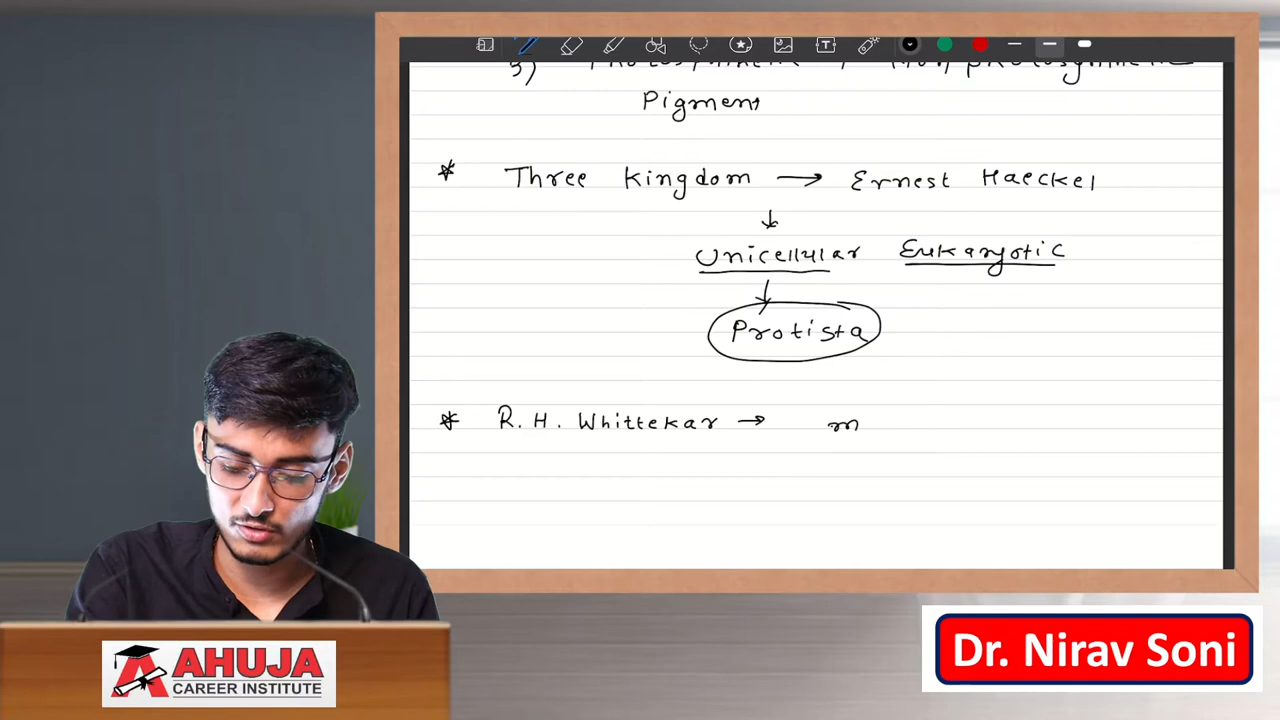 Pigment
* Three Kingdom → Ernest Haeckel
↓
Unicellular Eukaryotic
↓
Protista
* R. H. Whittekar → m
AHUJA
CAREER INSTITUTE
Dr. Nirav Soni